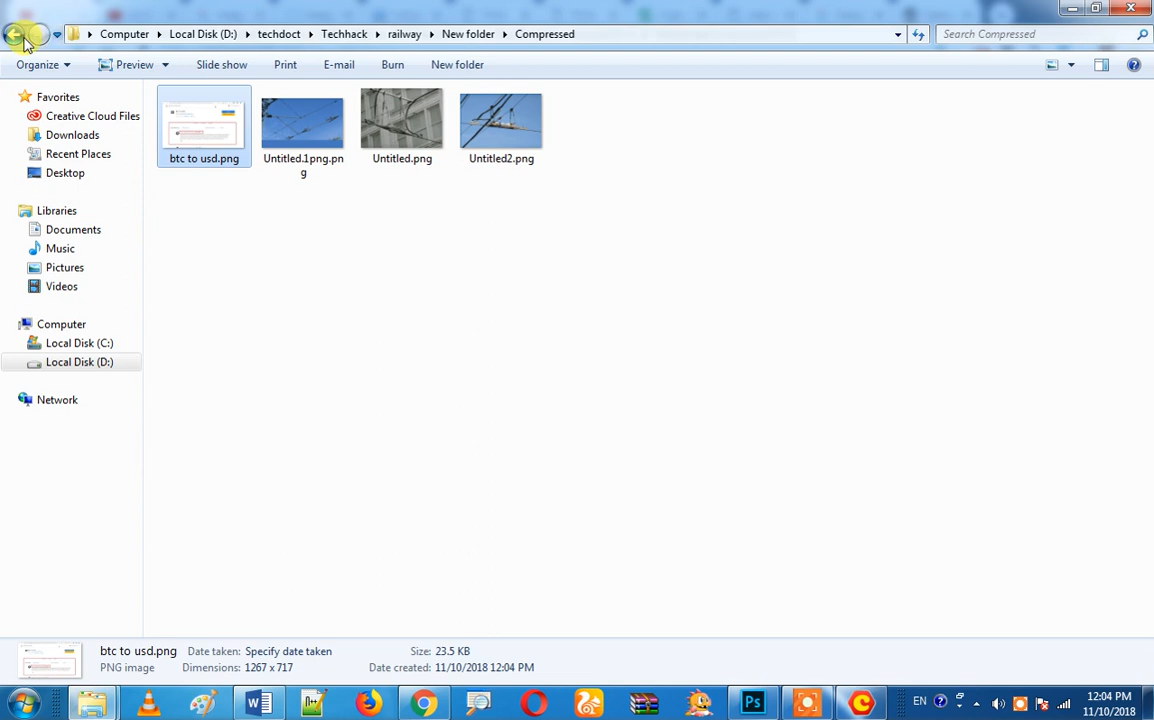 Computer Local Disk (D:) techdoct Techhack railway New folder Compressed
Search Compressed
Organize Preview Slide show Print E-mail Burn New folder
Favorites
Creative Cloud Files
Downloads
Recent Places
Desktop
Libraries
Documents
Music
Pictures
Videos
Computer
Local Disk (C:)
Local Disk (D:)
Network
btc to usd.png
Untitled.1png.pn
g
Untitled.png
Untitled2.png
btc to usd.png Date taken: Specify date taken Size: 23.5 KB
PNG image Dimensions: 1267 x 717 Date created: 11/10/2018 12:04 PM
EN
12:04 PM
11/10/2018